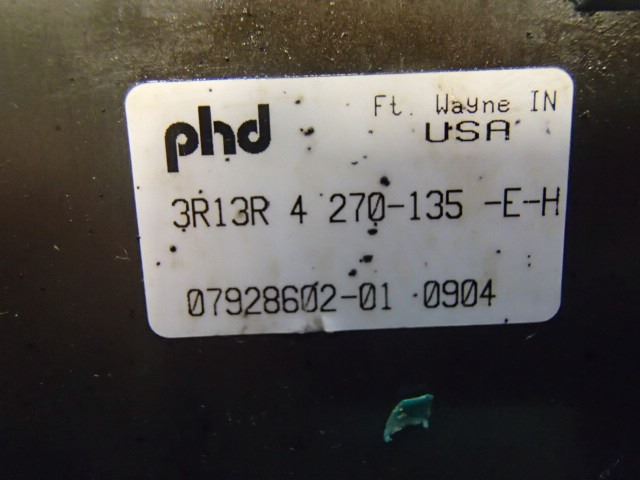 phd
Ft. Wayne IN
USA
3R13R 4 270-135 -E-H
07928602-01 0904